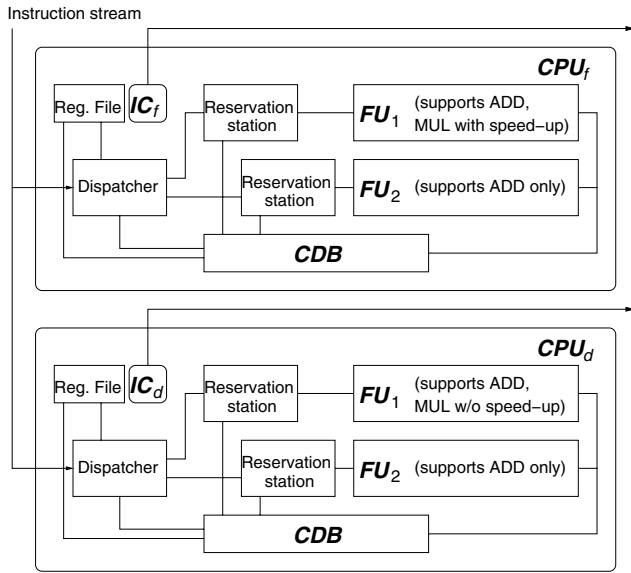 Instruction stream
CPUf
Reg. File
ICf
Reservation
station
FU1
(supports ADD,
MUL with speed−up)
Dispatcher
Reservation
station
FU2
(supports ADD only)
CDB
CPUd
Reg. File
ICd
Reservation
station
FU1
(supports ADD,
MUL w/o speed−up)
Dispatcher
Reservation
station
FU2
(supports ADD only)
CDB